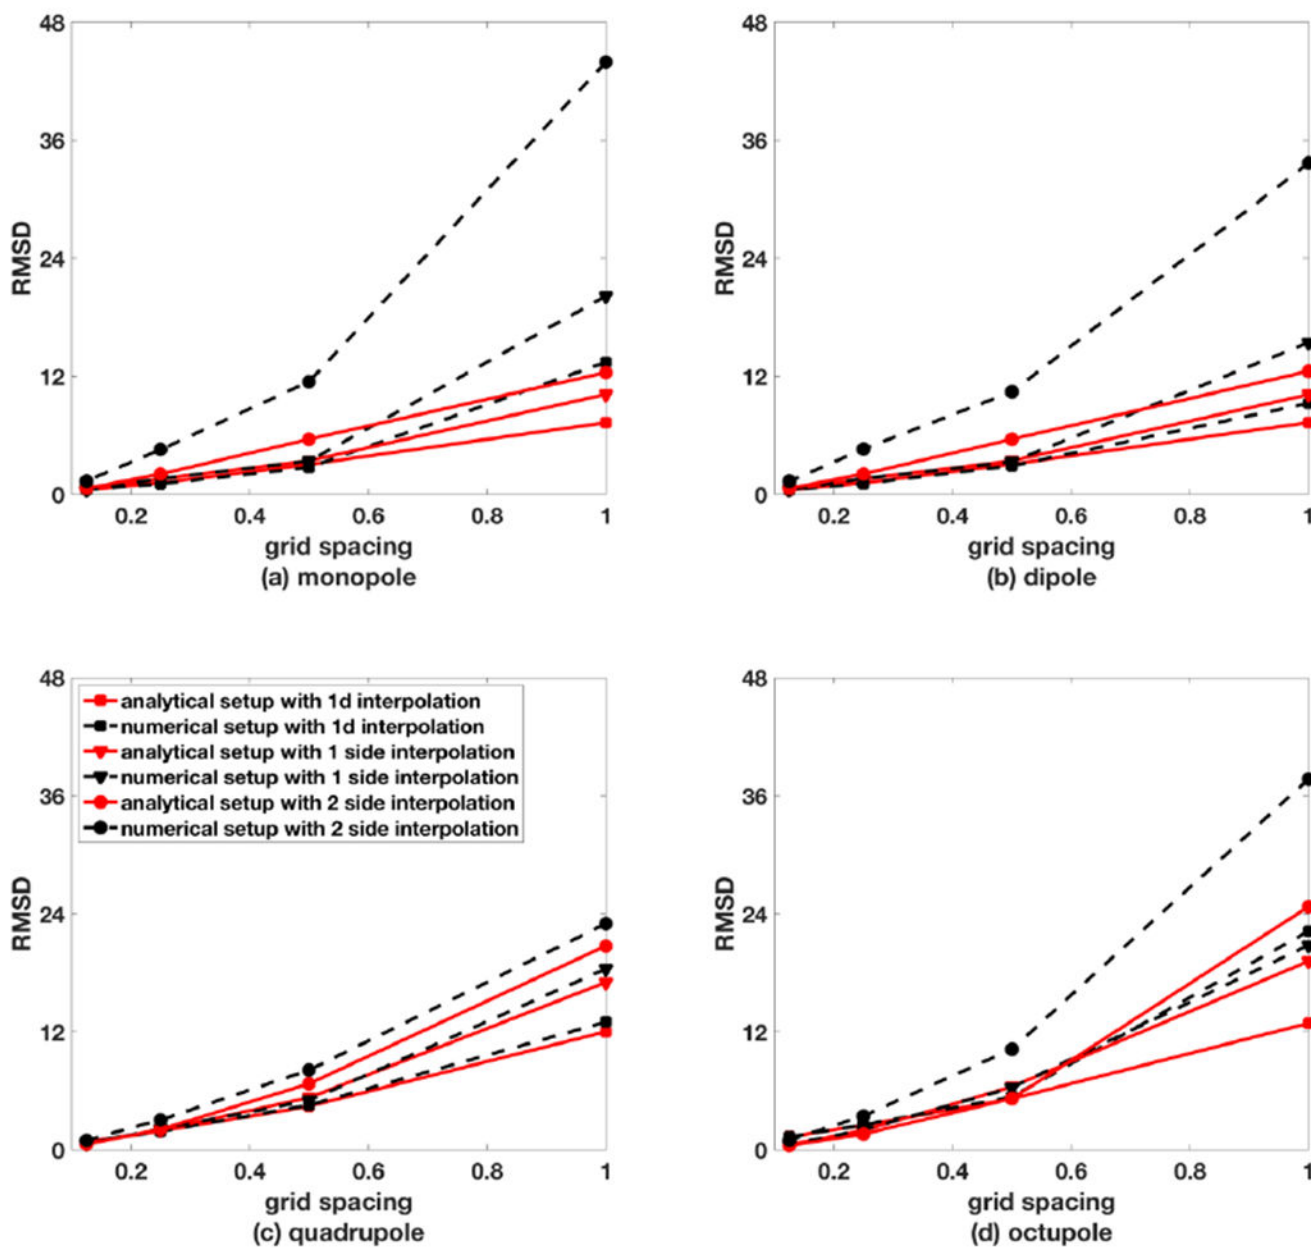 48
36
24
12
0
RMSD
0.2 0.4 0.6 0.8 1
grid spacing
(a) monopole
48
36
24
12
0
RMSD
0.2 0.4 0.6 0.8 1
grid spacing
(b) dipole
48
36
24
12
0
RMSD
analytical setup with 1d interpolation
numerical setup with 1d interpolation
analytical setup with 1 side interpolation
numerical setup with 1 side interpolation
analytical setup with 2 side interpolation
numerical setup with 2 side interpolation
0.2 0.4 0.6 0.8 1
grid spacing
(c) quadrupole
48
36
24
12
0
RMSD
0.2 0.4 0.6 0.8 1
grid spacing
(d) octupole